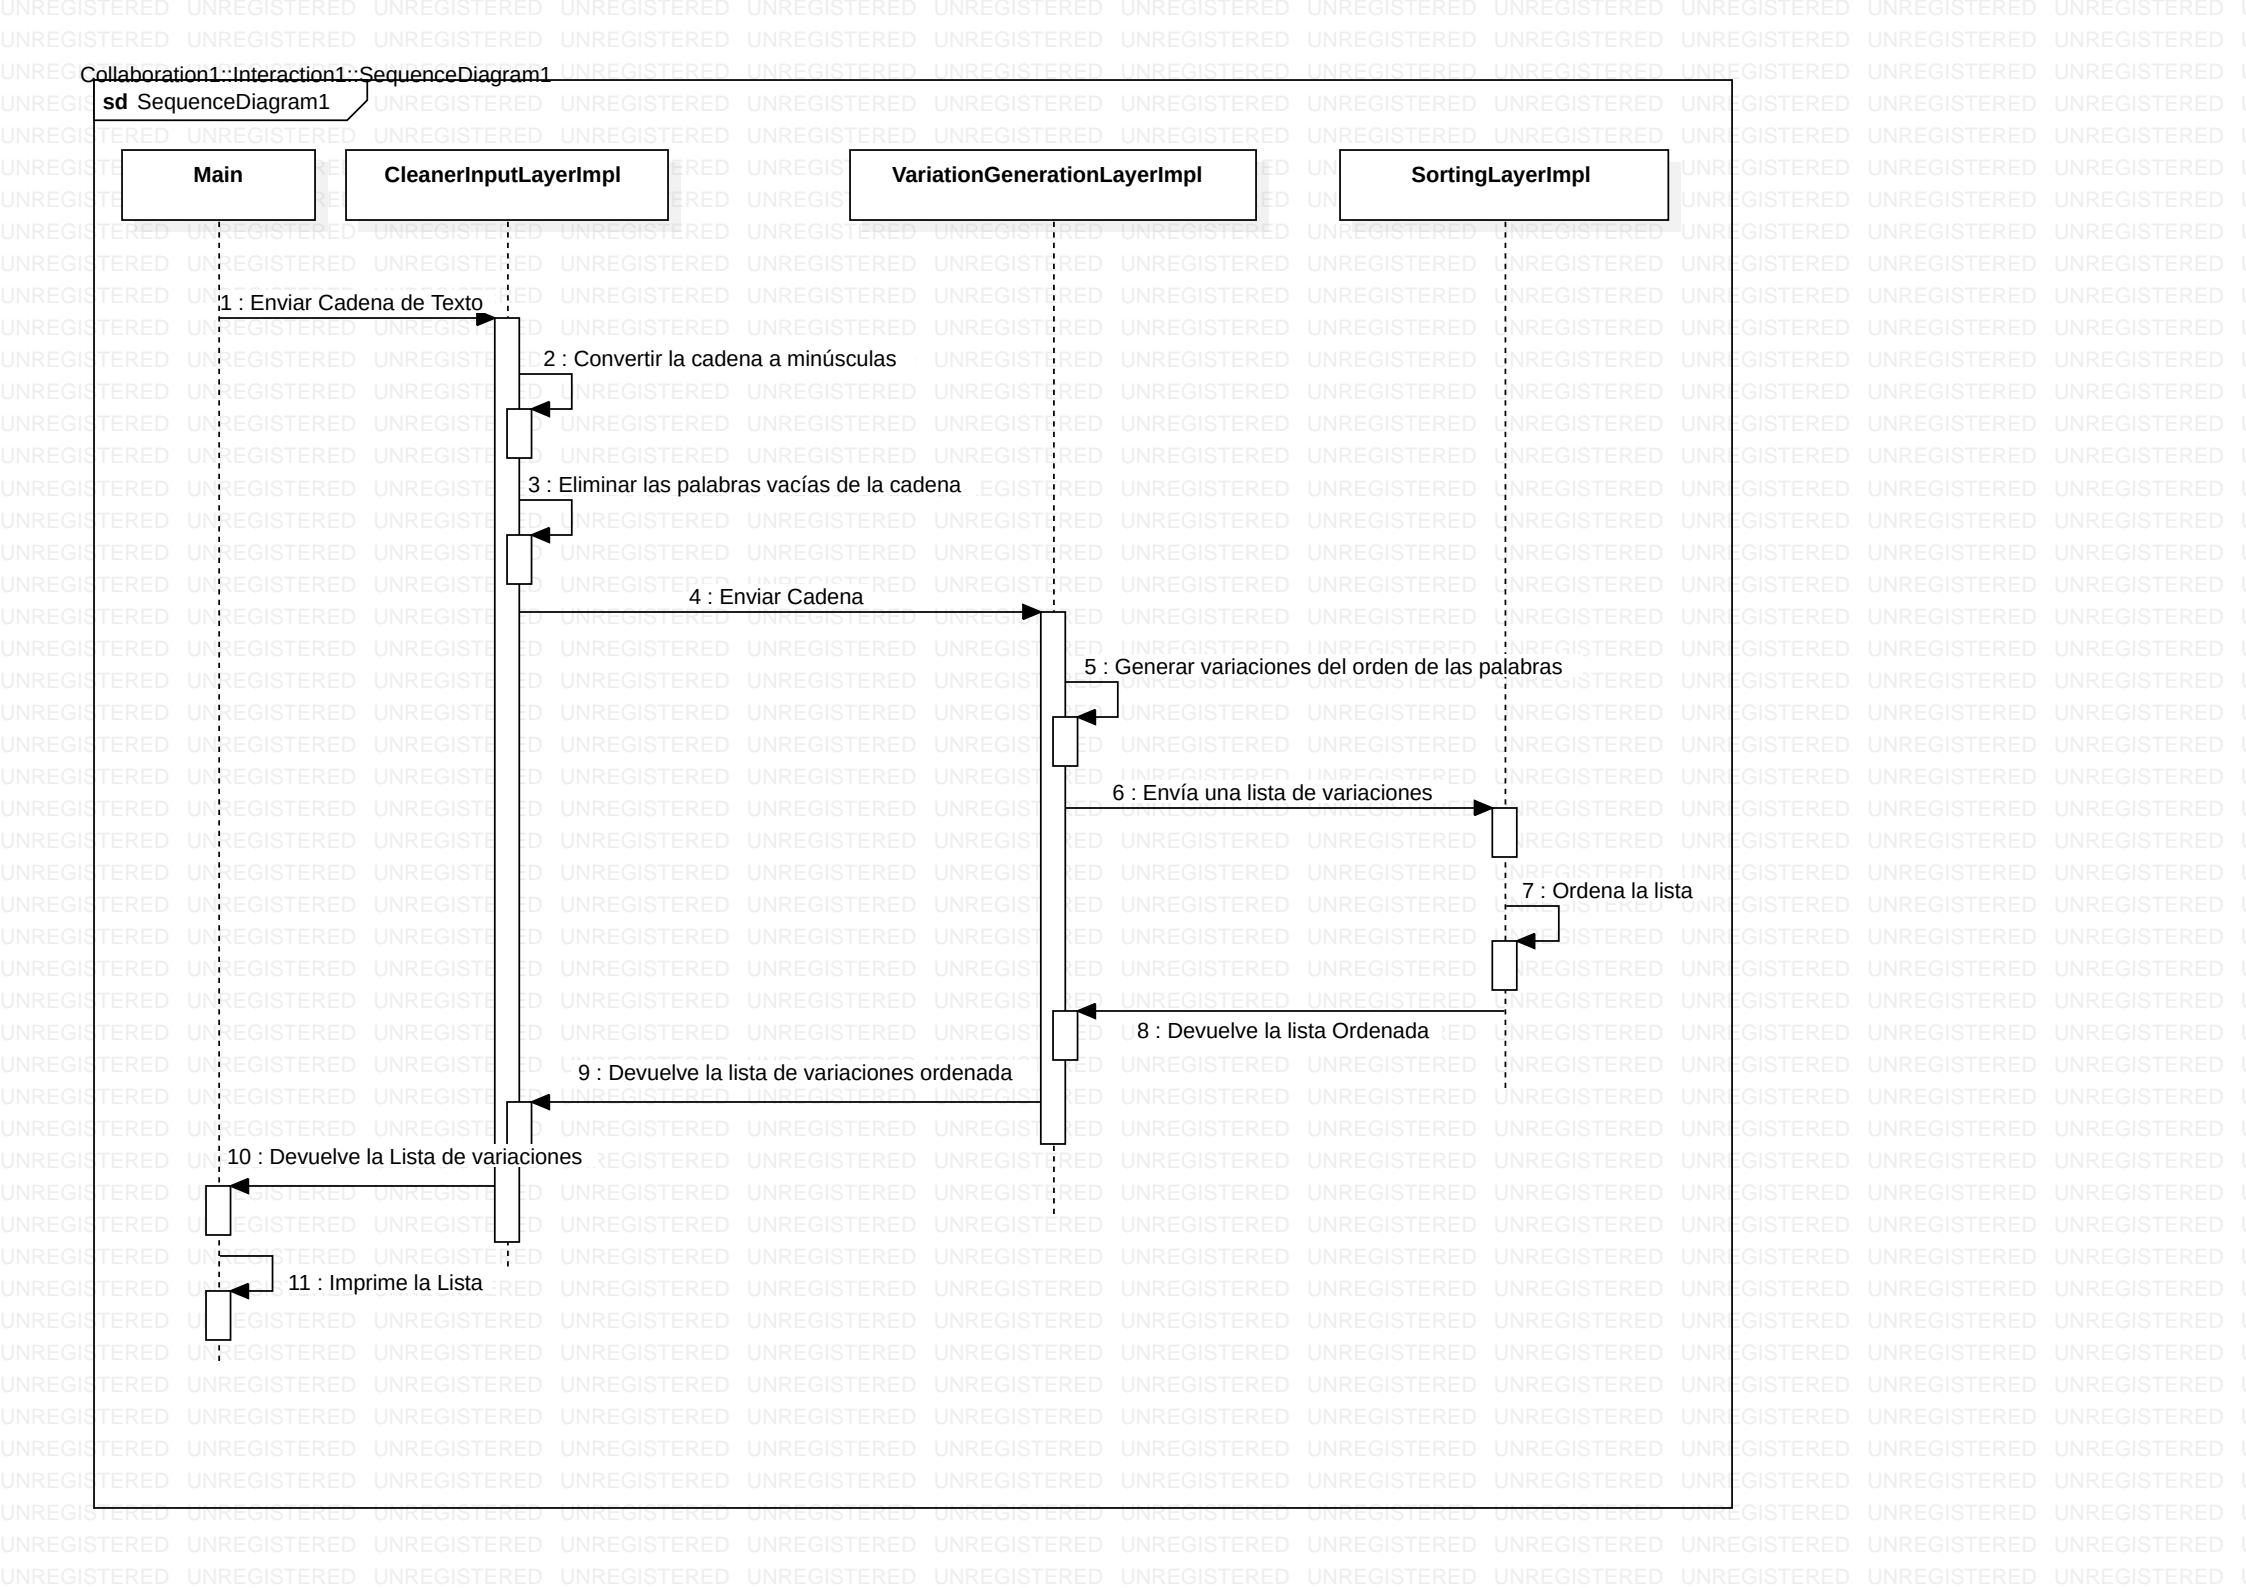 Collaboration1::Interaction1::SequenceDiagram1
sd SequenceDiagram1
Main
CleanerInputLayerImpl
VariationGenerationLayerImpl
SortingLayerImpl
1 : Enviar Cadena de Texto
2 : Convertir la cadena a minúsculas
3 : Eliminar las palabras vacías de la cadena
4 : Enviar Cadena
5 : Generar variaciones del orden de las palabras
6 : Envía una lista de variaciones
7 : Ordena la lista
8 : Devuelve la lista Ordenada
9 : Devuelve la lista de variaciones ordenada
10 : Devuelve la Lista de variaciones
11 : Imprime la Lista
UNREGISTERED